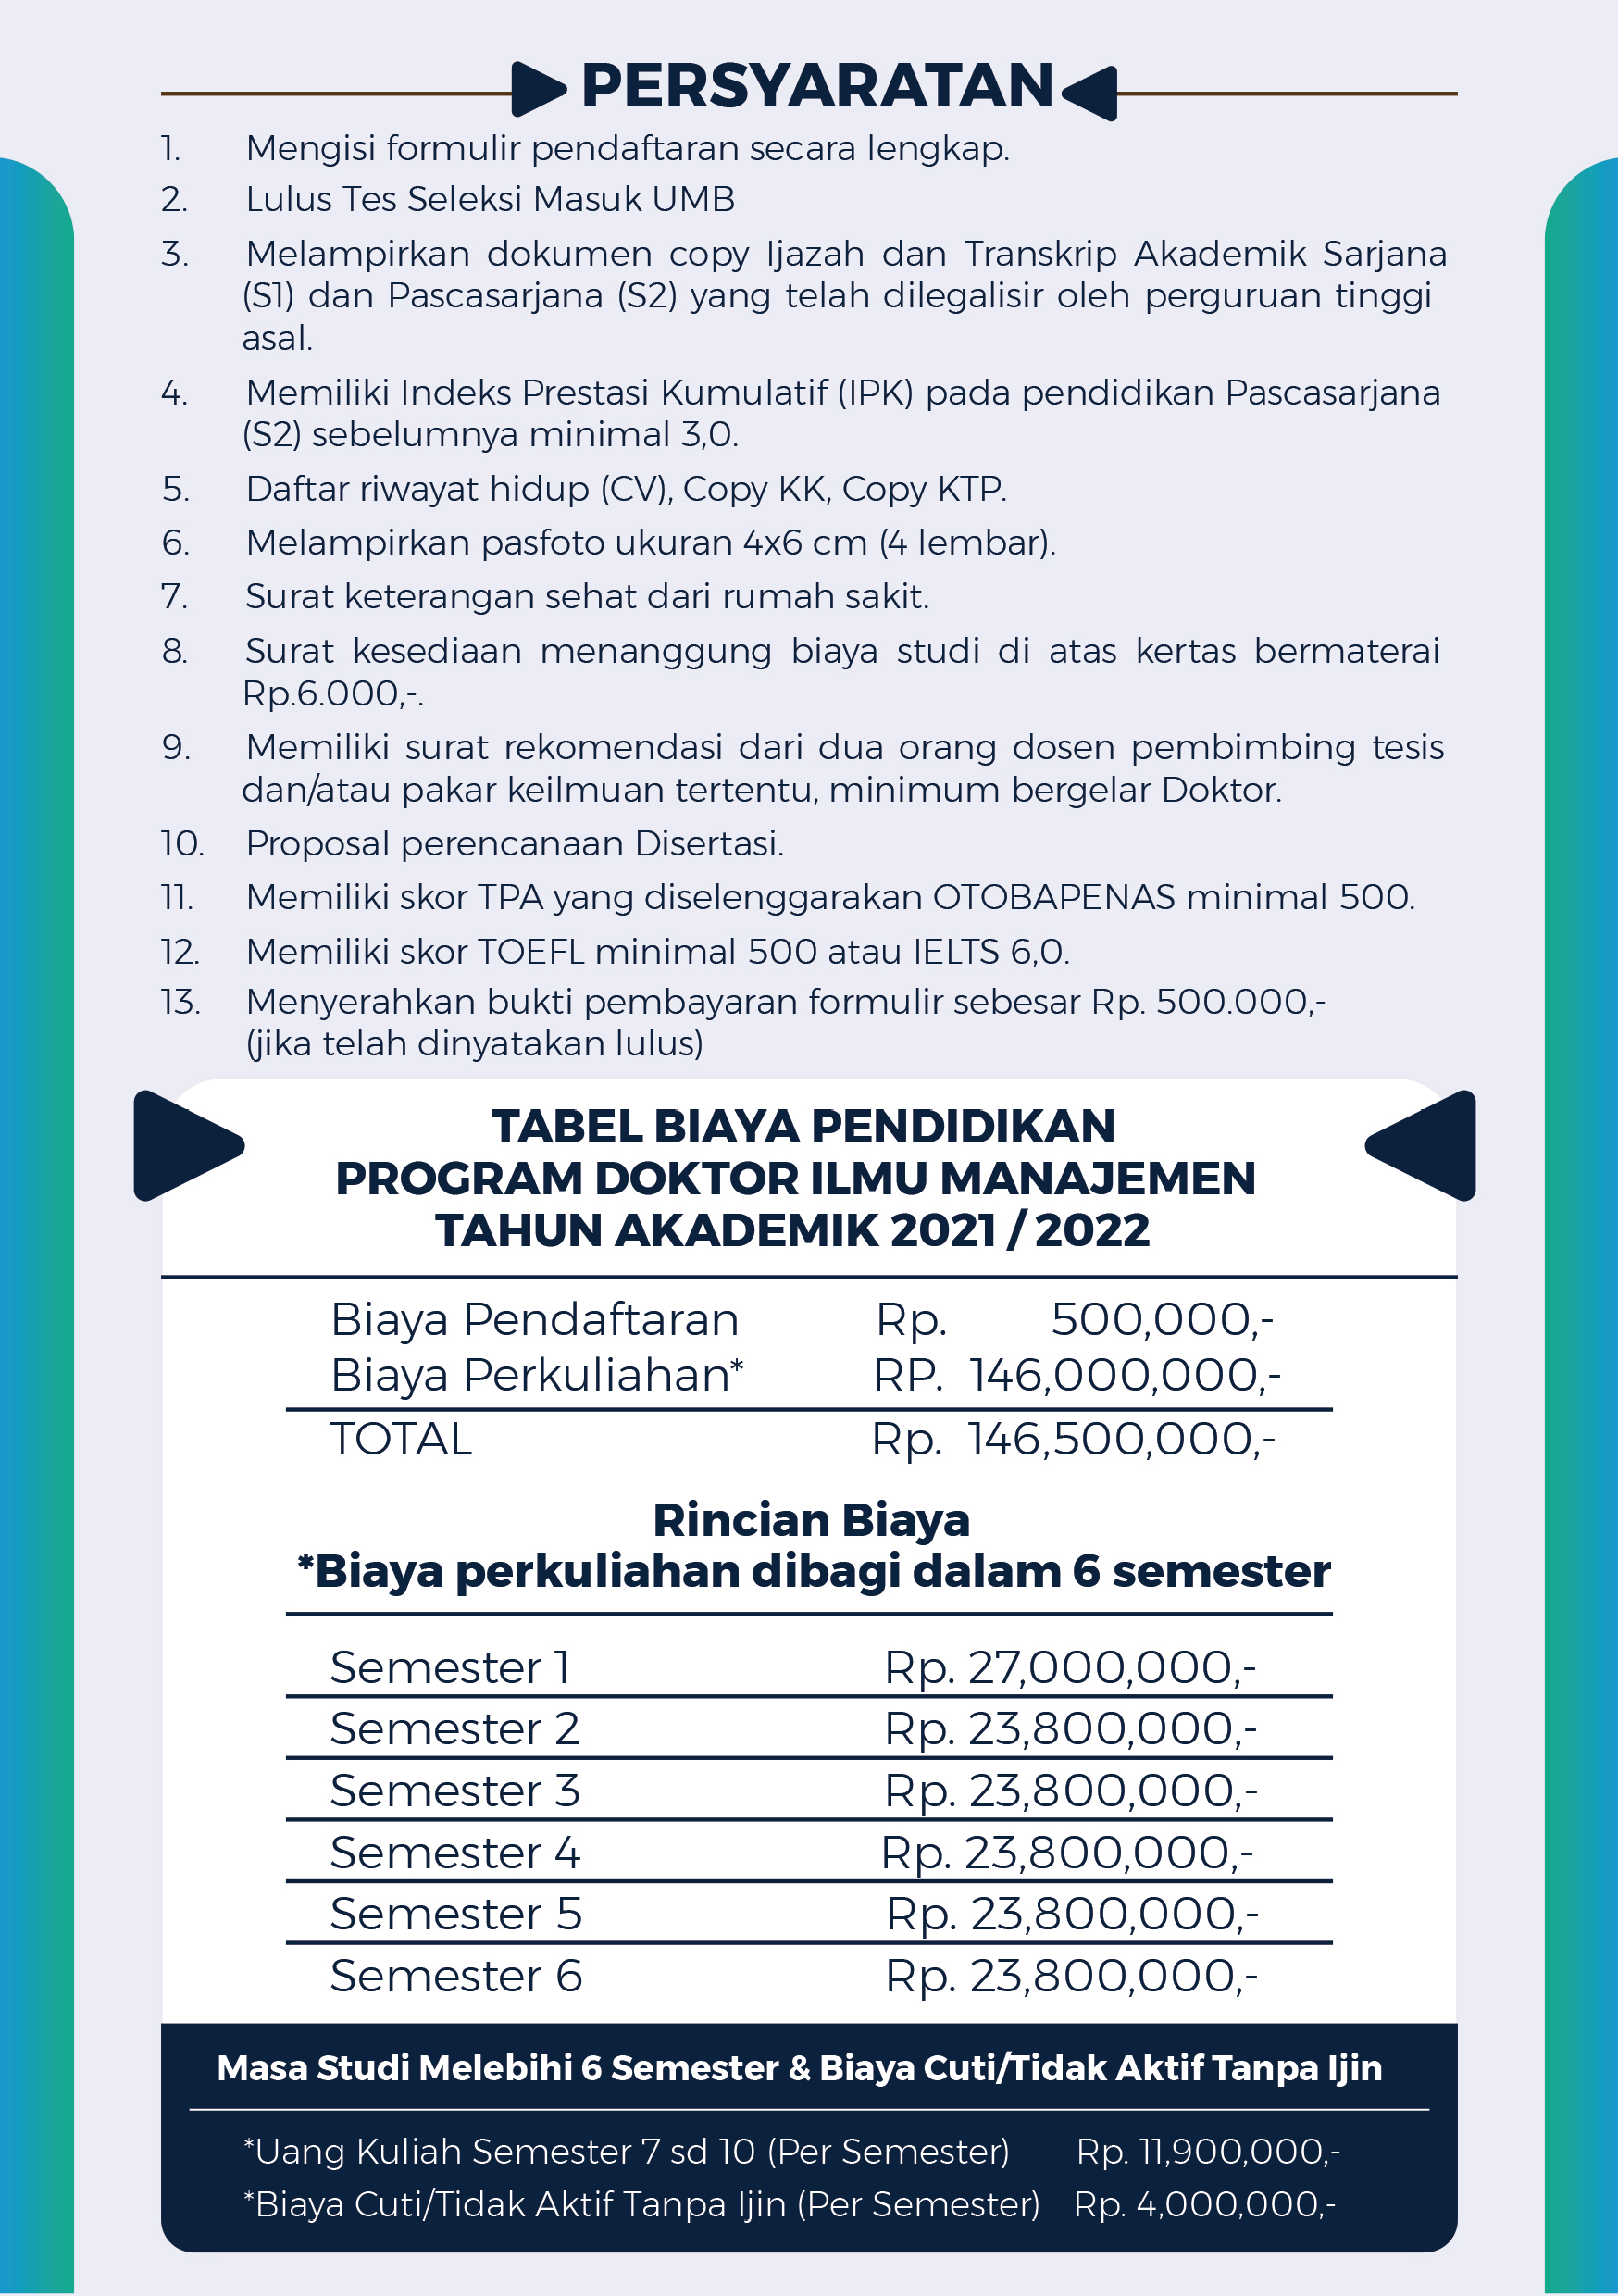 PERSYARATAN
1. Mengisi formulir pendaftaran secara lengkap.
2. Lulus Tes Seleksi Masuk UMB
3. Melampirkan dokumen copy Ijazah dan Transkrip Akademik Sarjana
(S1) dan Pascasarjana (S2) yang telah dilegalisir oleh perguruan tinggi
asal.
4. Memiliki Indeks Prestasi Kumulatif (IPK) pada pendidikan Pascasarjana
(S2) sebelumnya minimal 3,0.
5. Daftar riwayat hidup (CV), Copy KK, Copy KTP.
6. Melampirkan pasfoto ukuran 4x6 cm (4 lembar).
7. Surat keterangan sehat dari rumah sakit.
8. Surat kesediaan menanggung biaya studi di atas kertas bermaterai
Rp.6.000,-.
9. Memiliki surat rekomendasi dari dua orang dosen pembimbing tesis
dan/atau pakar keilmuan tertentu, minimum bergelar Doktor.
10. Proposal perencanaan Disertasi.
11. Memiliki skor TPA yang diselenggarakan OTOBAPENAS minimal 500.
12. Memiliki skor TOEFL minimal 500 atau IELTS 6,0.
13. Menyerahkan bukti pembayaran formulir sebesar Rp. 500.000,-
(jika telah dinyatakan lulus)
TABEL BIAYA PENDIDIKAN
PROGRAM DOKTOR ILMU MANAJEMEN
TAHUN AKADEMIK 2021 / 2022
Biaya Pendaftaran Rp. 500,000,-
Biaya Perkuliahan* RP. 146,000,000,-
TOTAL Rp. 146,500,000,-
Rincian Biaya
*Biaya perkuliahan dibagi dalam 6 semester
Semester 1 Rp. 27,000,000,-
Semester 2 Rp. 23,800,000,-
Semester 3 Rp. 23,800,000,-
Semester 4 Rp. 23,800,000,-
Semester 5 Rp. 23,800,000,-
Semester 6 Rp. 23,800,000,-
Masa Studi Melebihi 6 Semester & Biaya Cuti/Tidak Aktif Tanpa Ijin
*Uang Kuliah Semester 7 sd 10 (Per Semester) Rp. 11,900,000,-
*Biaya Cuti/Tidak Aktif Tanpa Ijin (Per Semester) Rp. 4,000,000,-